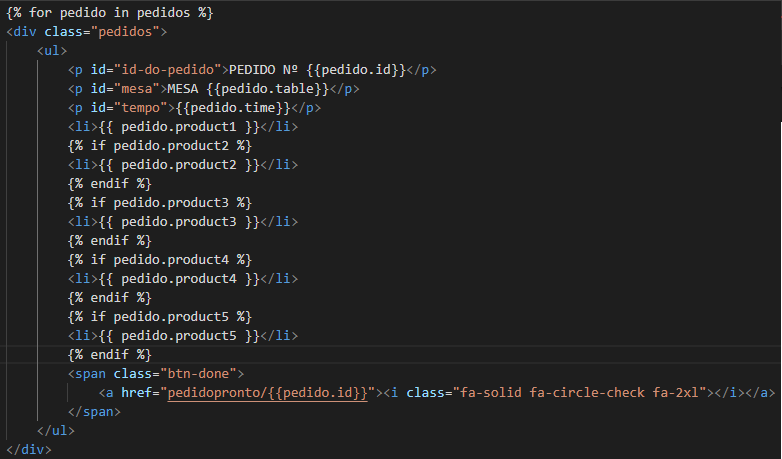 {% for pedido in pedidos %}
<div class="pedidos">
<ul>
<p id="id-do-pedido">PEDIDO Nº {{pedido.id}}</p>
<p id="mesa">MESA {{pedido.table}}</p>
<p id="tempo">{{pedido.time}}</p>
<li>{{ pedido.product1 }}</li>
{% if pedido.product2 %}
<li>{{ pedido.product2 }}</li>
{% endif %}
{% if pedido.product3 %}
<li>{{ pedido.product3 }}</li>
{% endif %}
{% if pedido.product4 %}
<li>{{ pedido.product4 }}</li>
{% endif %}
{% if pedido.product5 %}
<li>{{ pedido.product5 }}</li>
{% endif %}
<span class="btn-done">
<a href="pedidopronto/{{pedido.id}}"><i class="fa-solid fa-circle-check fa-2xl"></i></a>
</span>
</ul>
</div>